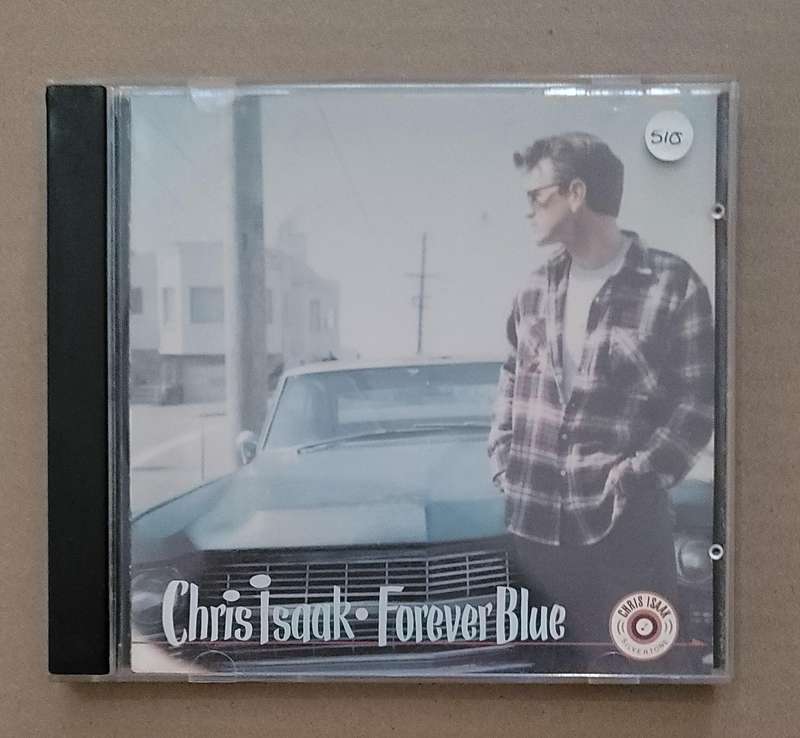 510
Chris Isaak • Forever Blue
CHRIS ISAAK
SILVERTONE